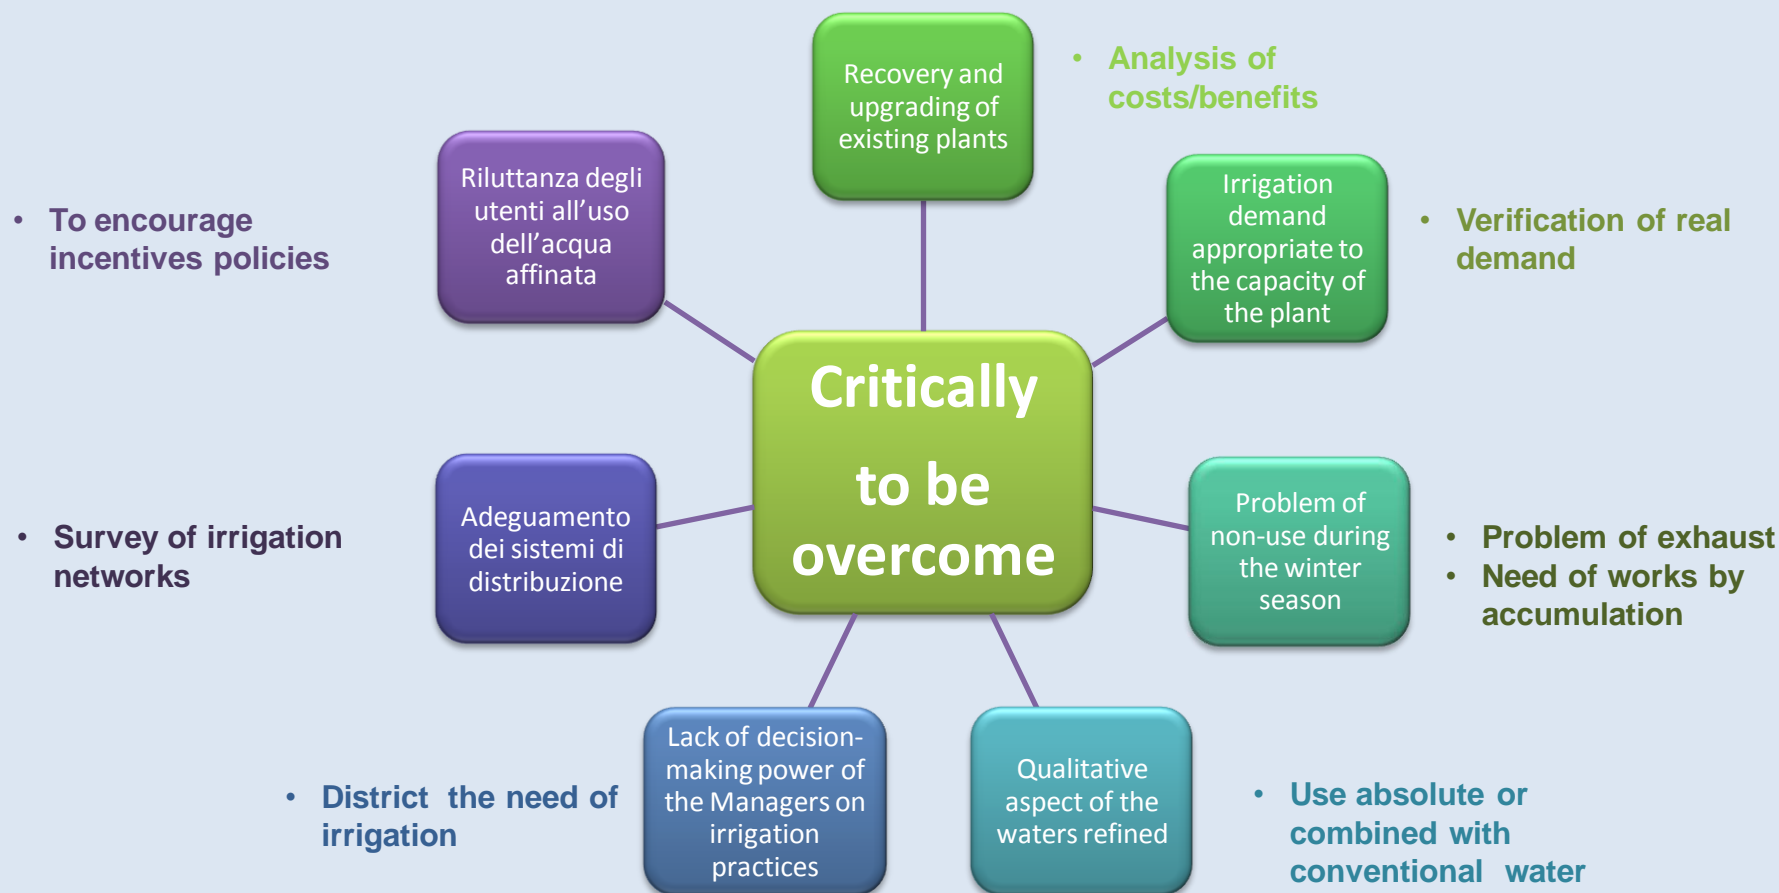 Recovery and
upgrading of
existing plants
• Analysis of
costs/benefits
Irrigation
demand
appropriate to
the capacity of
the plant
• Verification of real
demand
Problem of
non-use during
the winter
season
• Problem of exhaust
• Need of works by
accumulation
Qualitative
aspect of the
waters refined
• Use absolute or
combined with
conventional water
Lack of decision-
making power of
the Managers on
irrigation
practices
• District the need of
irrigation
Adeguamento
dei sistemi di
distribuzione
• Survey of irrigation
networks
Riluttanza degli
utenti all’uso
dell’acqua
affinata
• To encourage
incentives policies
Critically
to be
overcome